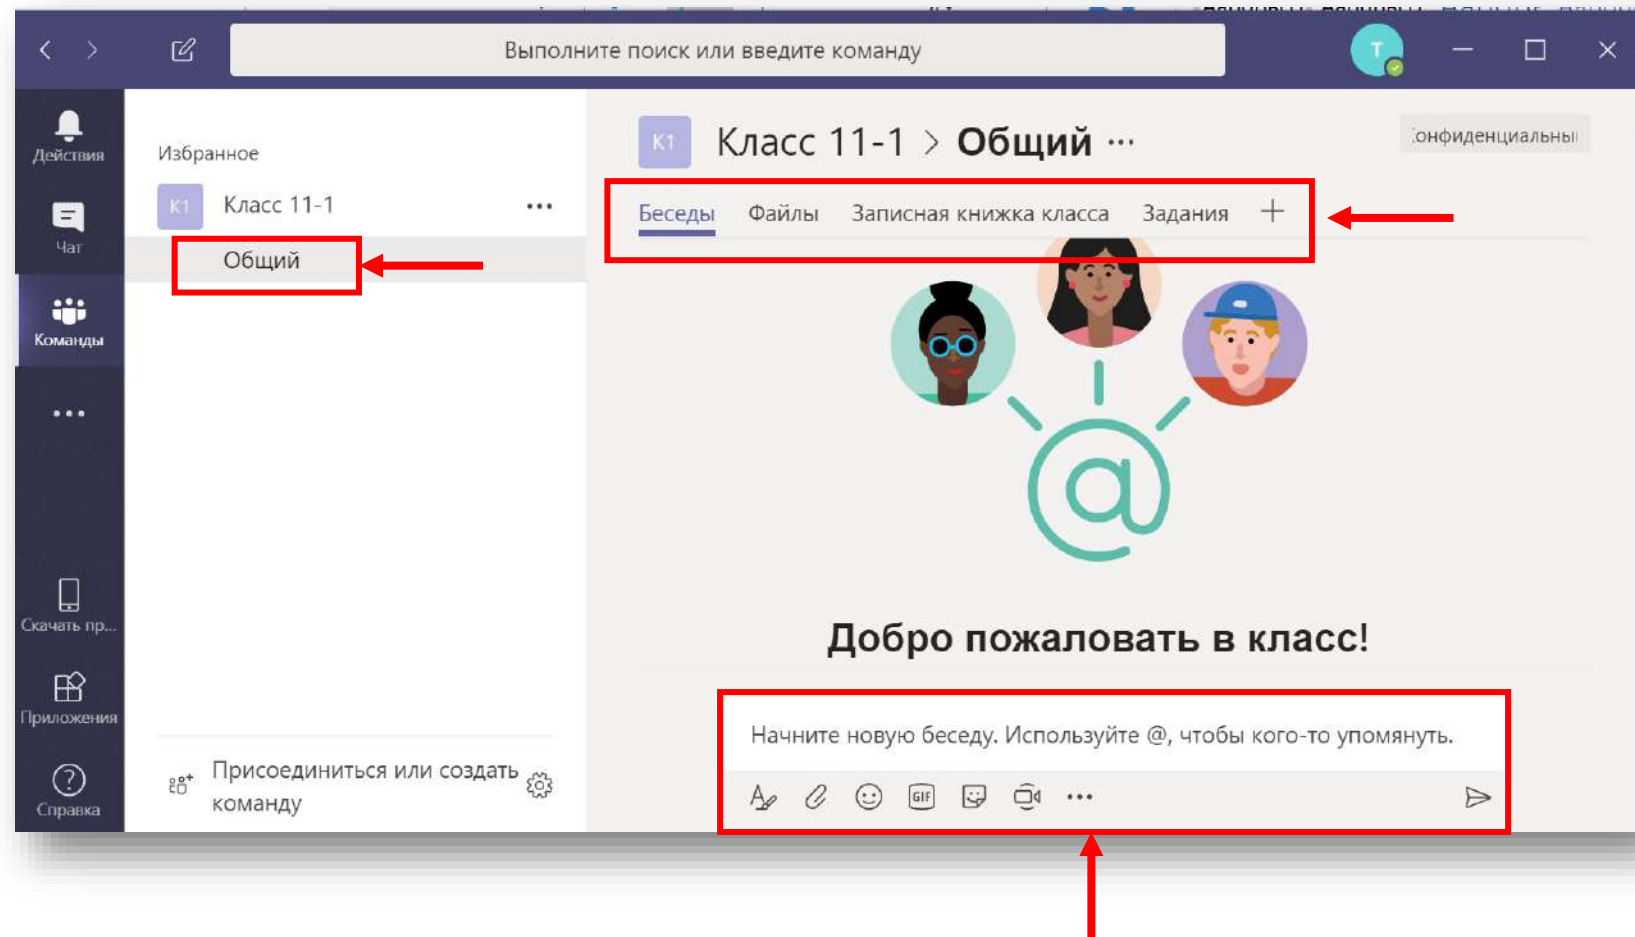 Выполните поиск или введите команду
T
Действия
Чат
Команды
Скачать пр...
Приложения
Справка
Избранное
К1 Класс 11-1
Общий
Присоединиться или создать
команду
К1 Класс 11-1 > Общий ...
Беседы Файлы Записная книжка класса Задания +
@
Добро пожаловать в класс!
Начните новую беседу. Используйте @, чтобы кого-то упомянуть.
GIF